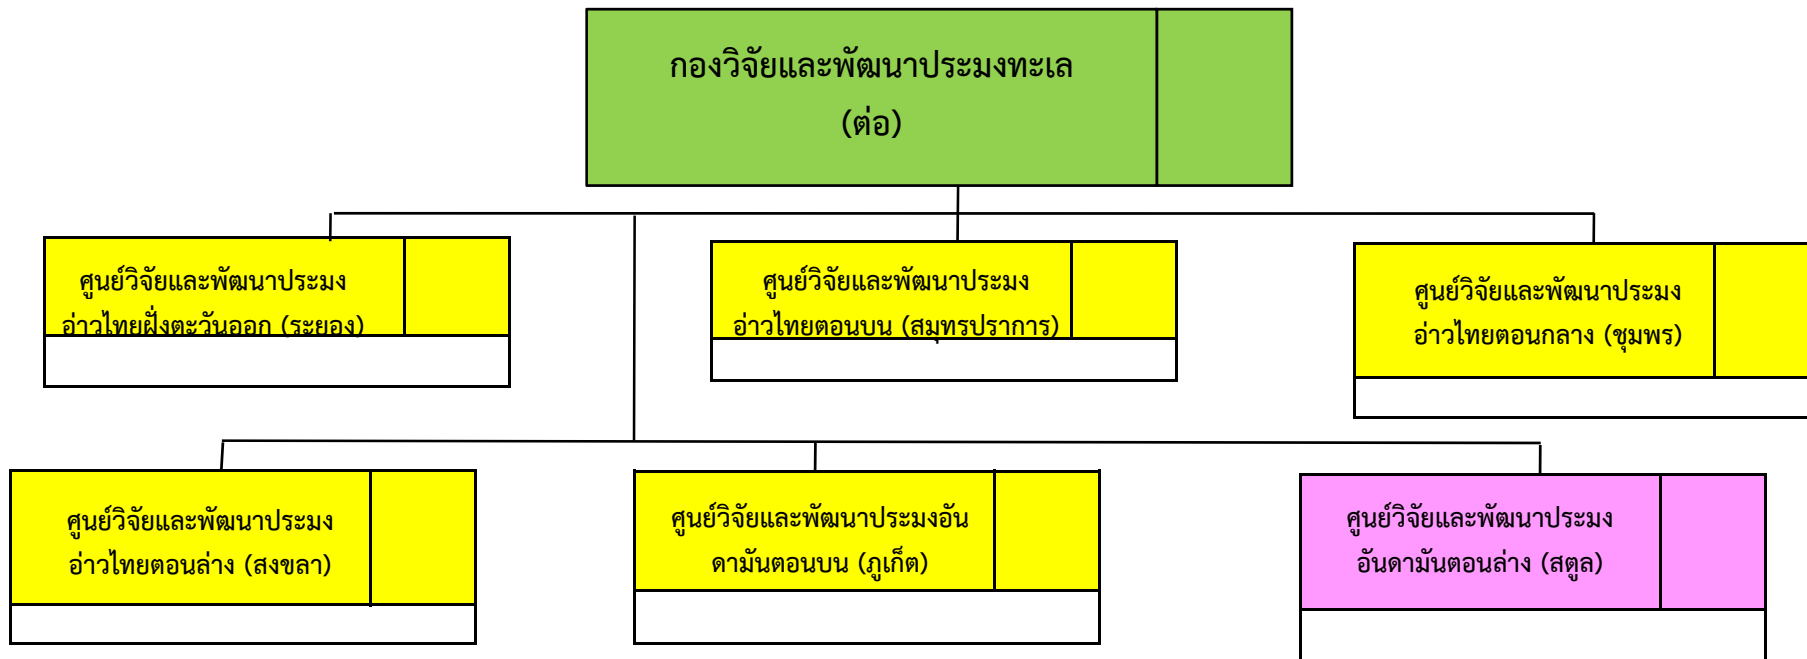 กองวิจัยและพัฒนาประมงทะเล
(ต่อ)
ศูนย์วิจัยและพัฒนาประมง
อ่าวไทยฝั่งตะวันออก (ระยอง)
ศูนย์วิจัยและพัฒนาประมง
อ่าวไทยตอนบน (สมุทรปราการ)
ศูนย์วิจัยและพัฒนาประมง
อ่าวไทยตอนกลาง (ชุมพร)
ศูนย์วิจัยและพัฒนาประมง
อ่าวไทยตอนล่าง (สงขลา)
ศูนย์วิจัยและพัฒนาประมงอัน
ดามันตอนบน (ภูเก็ต)
ศูนย์วิจัยและพัฒนาประมง
อันดามันตอนล่าง (สตูล)